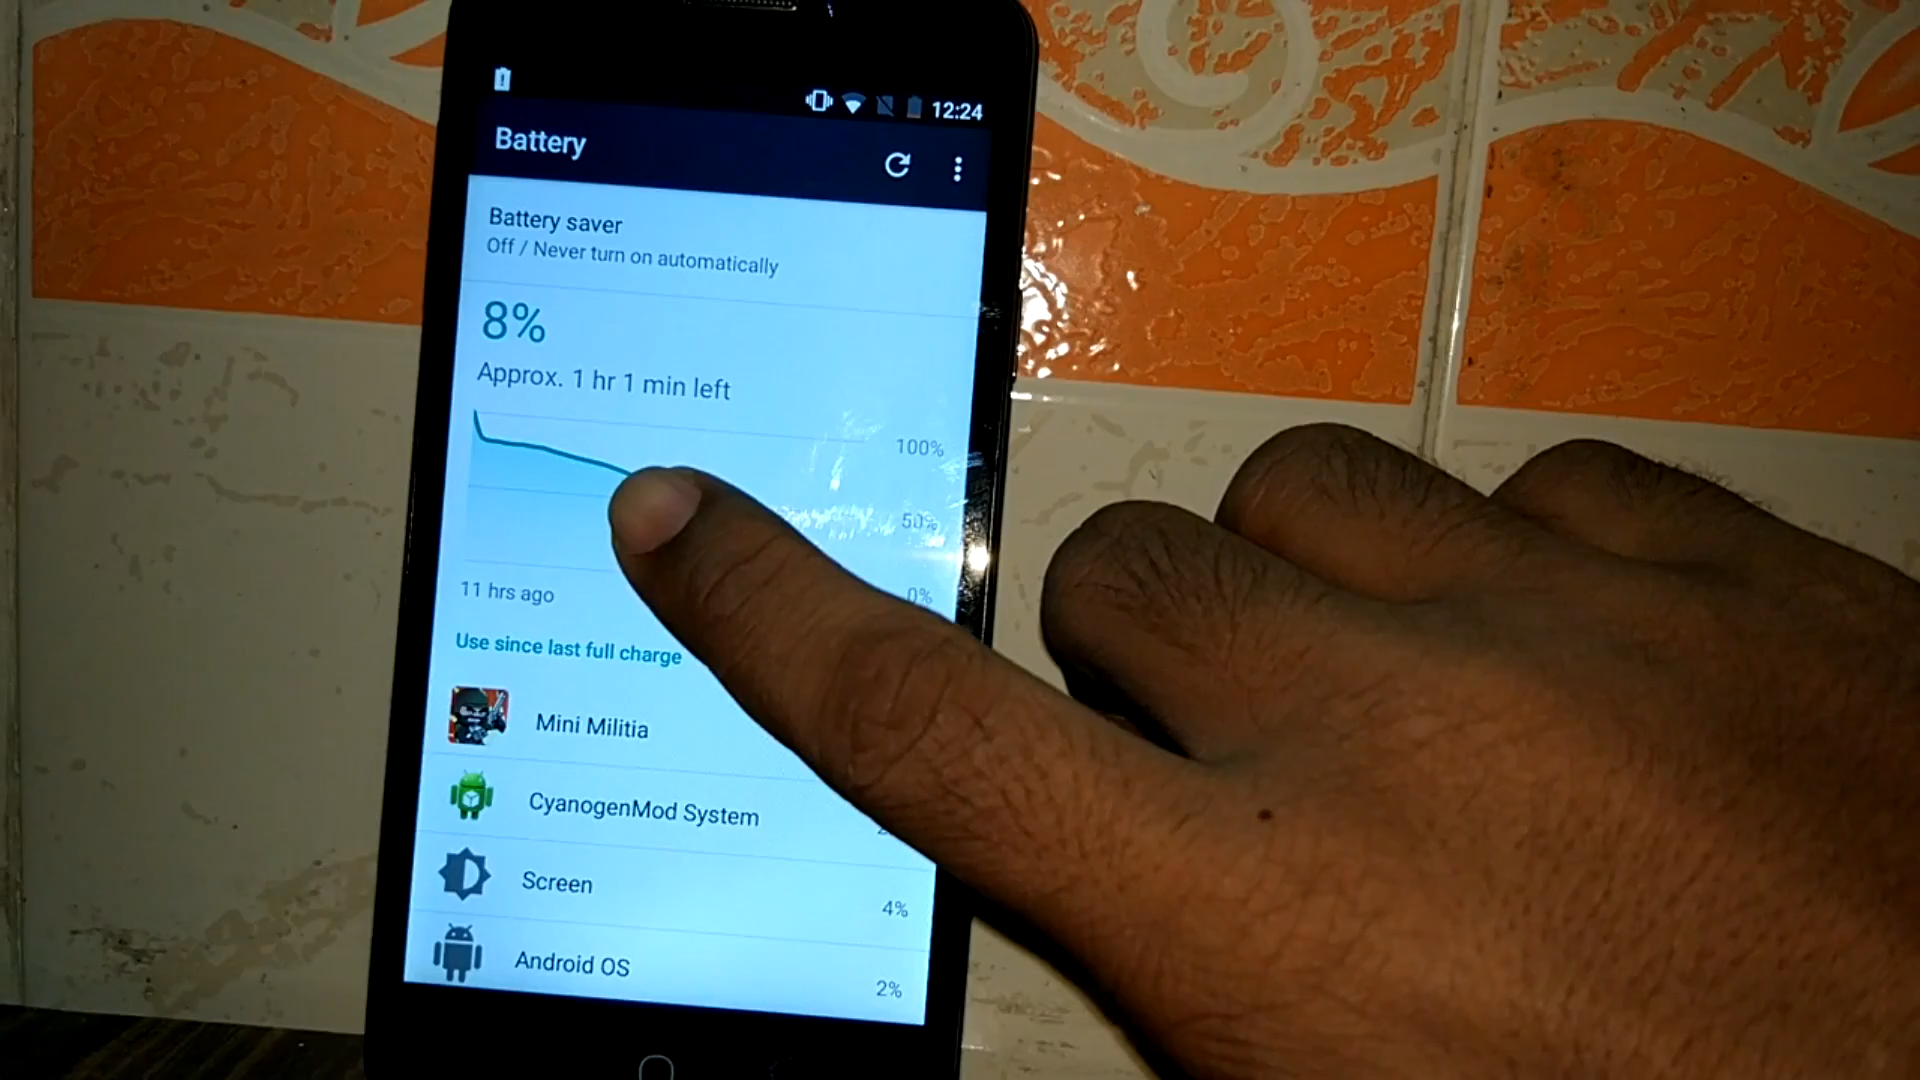 12:24
Battery
Battery saver
Off / Never turn on automatically
8%
Approx. 1 hr 1 min left
100%
50%
0%
11 hrs ago
Use since last full charge
Mini Militia
CyanogenMod System
Screen
4%
Android OS
2%